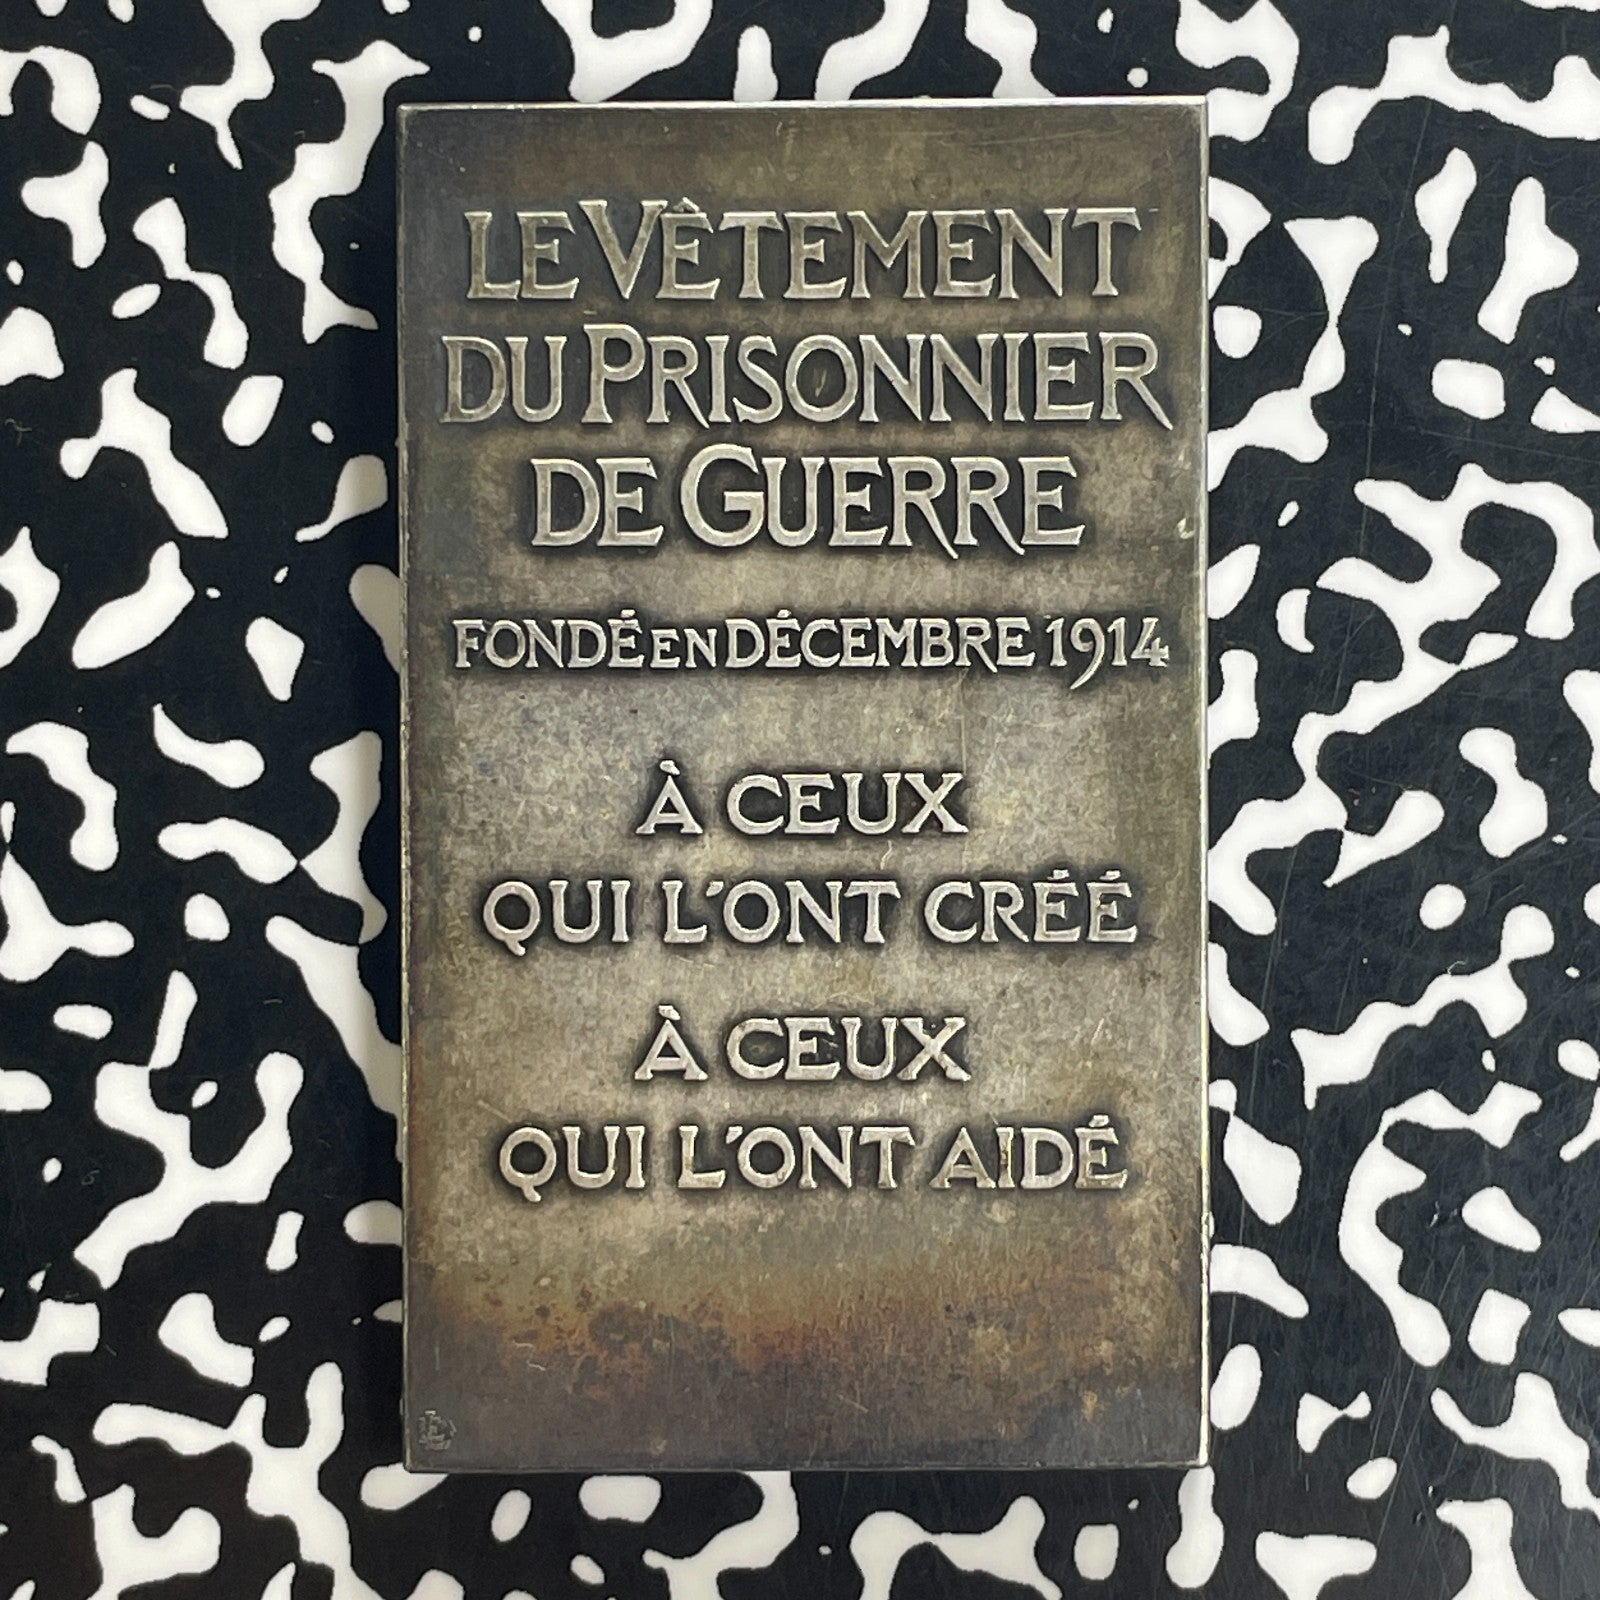 LE VÊTEMENT
DU PRISONNIER
DE GUERRE
FONDÉ EN DÉCEMBRE 1914
À CEUX
QUI L'ONT CRÉÉ
À CEUX
QUI L'ONT AIDÉ